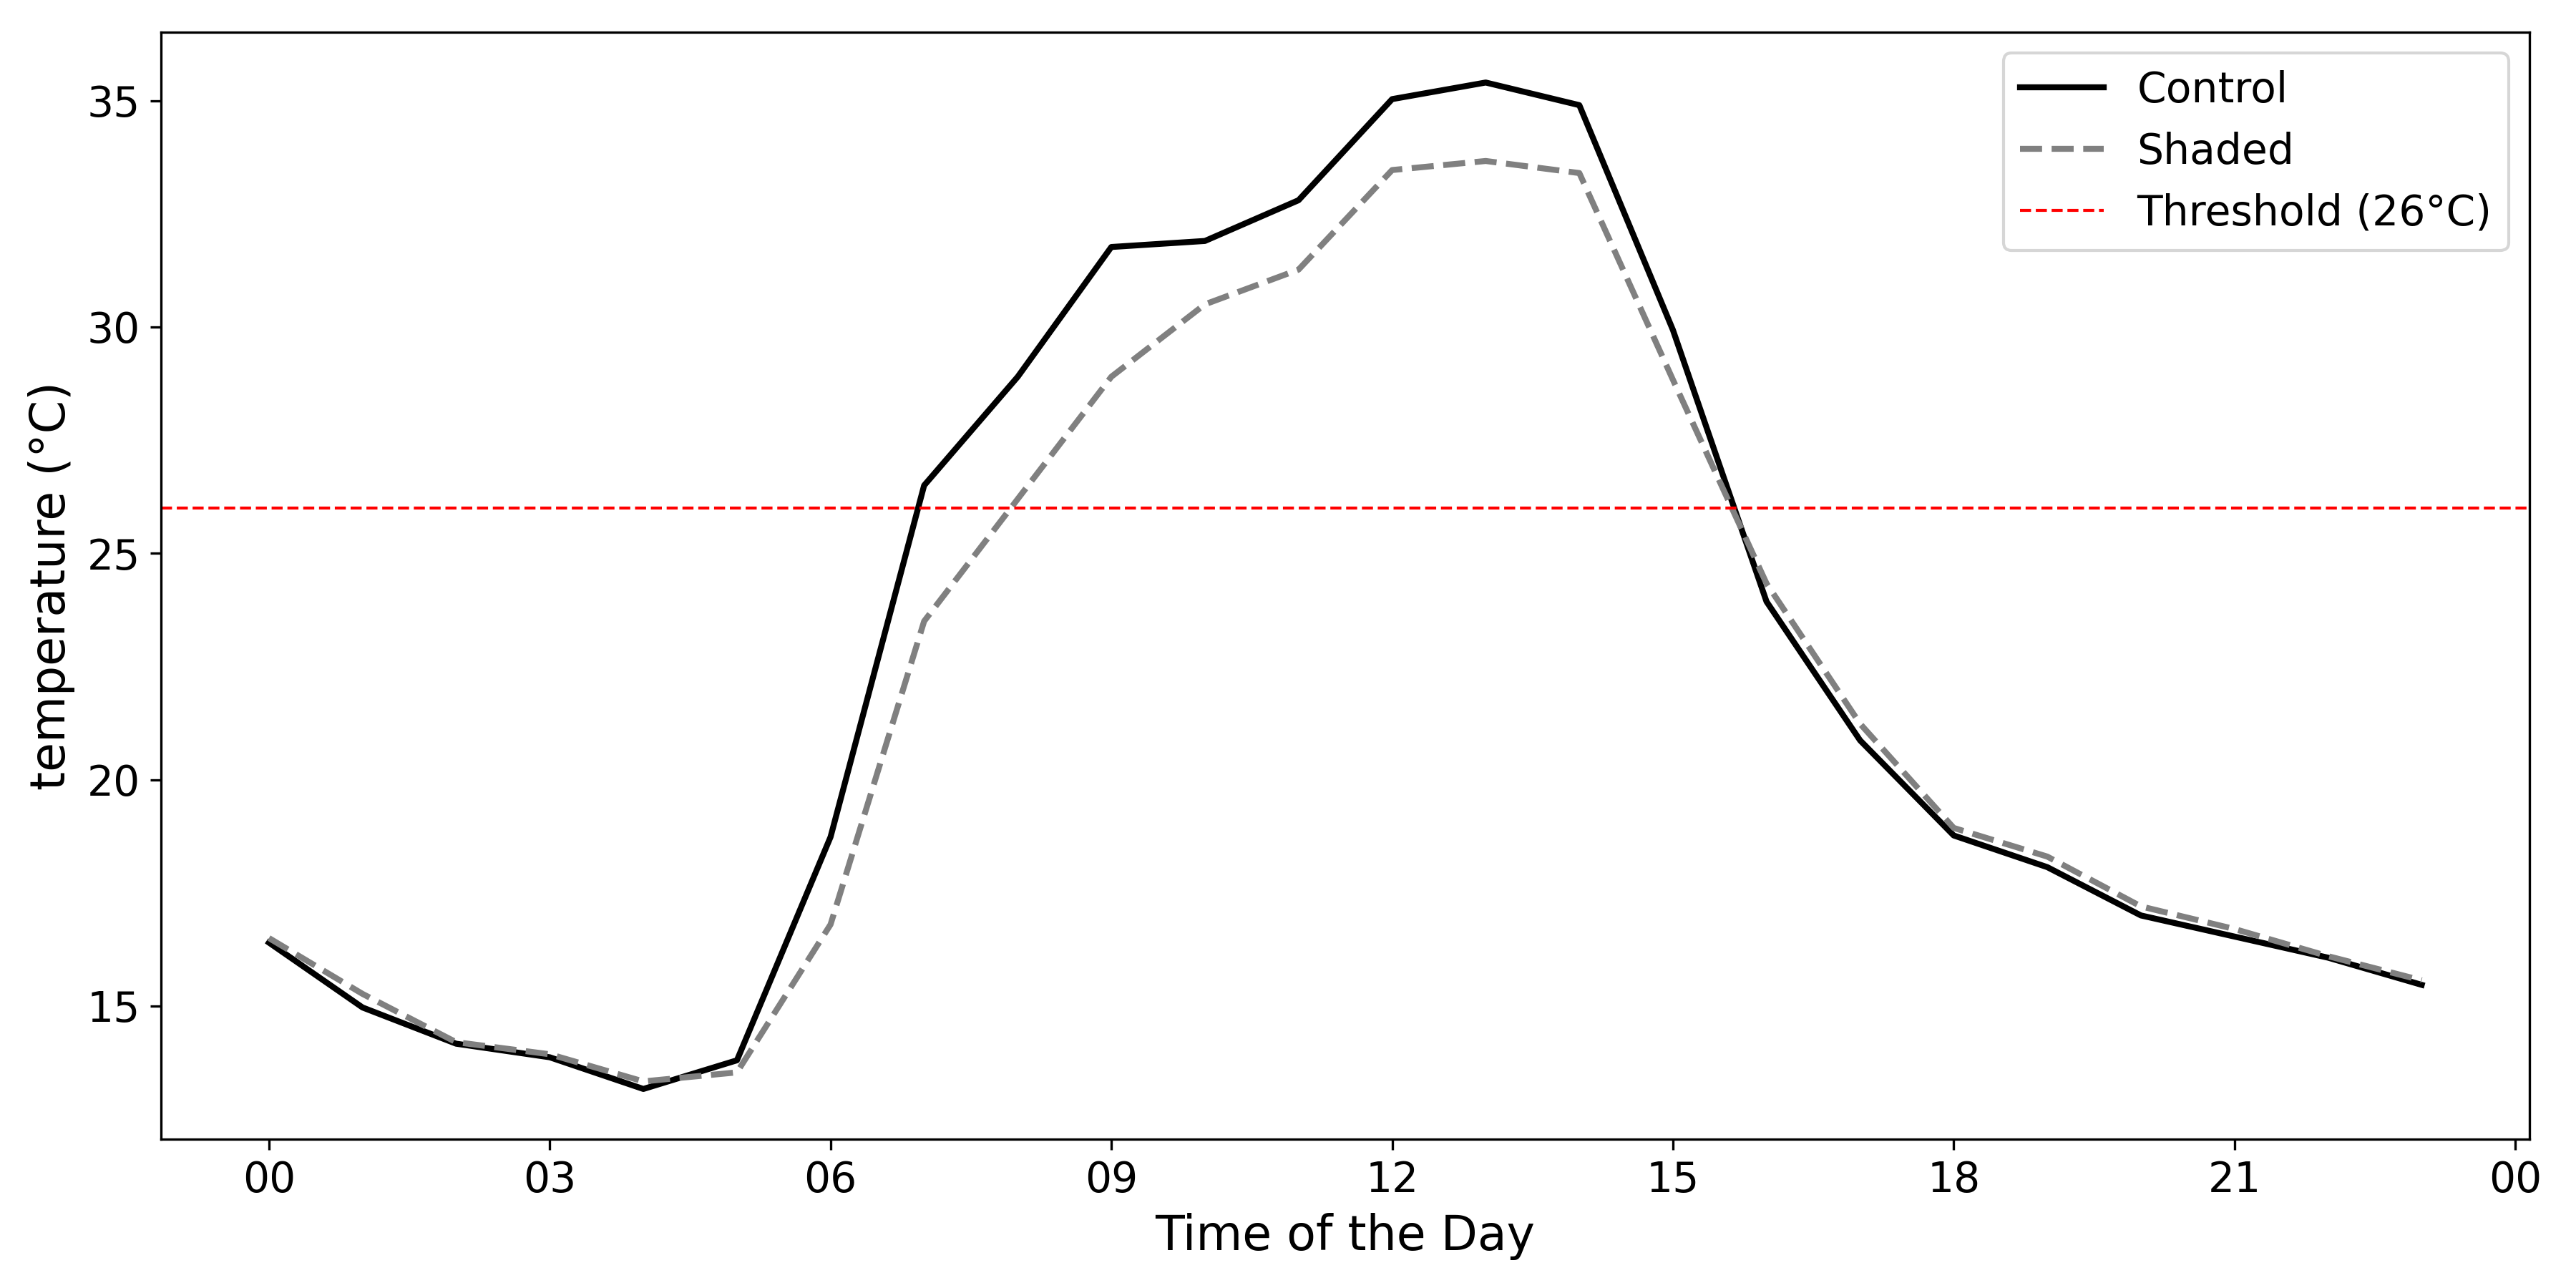 Control
Shaded
Threshold (26°C)
temperature (°C)
35
30
25
20
15
00 03 06 09 12 15 18 21 00
Time of the Day